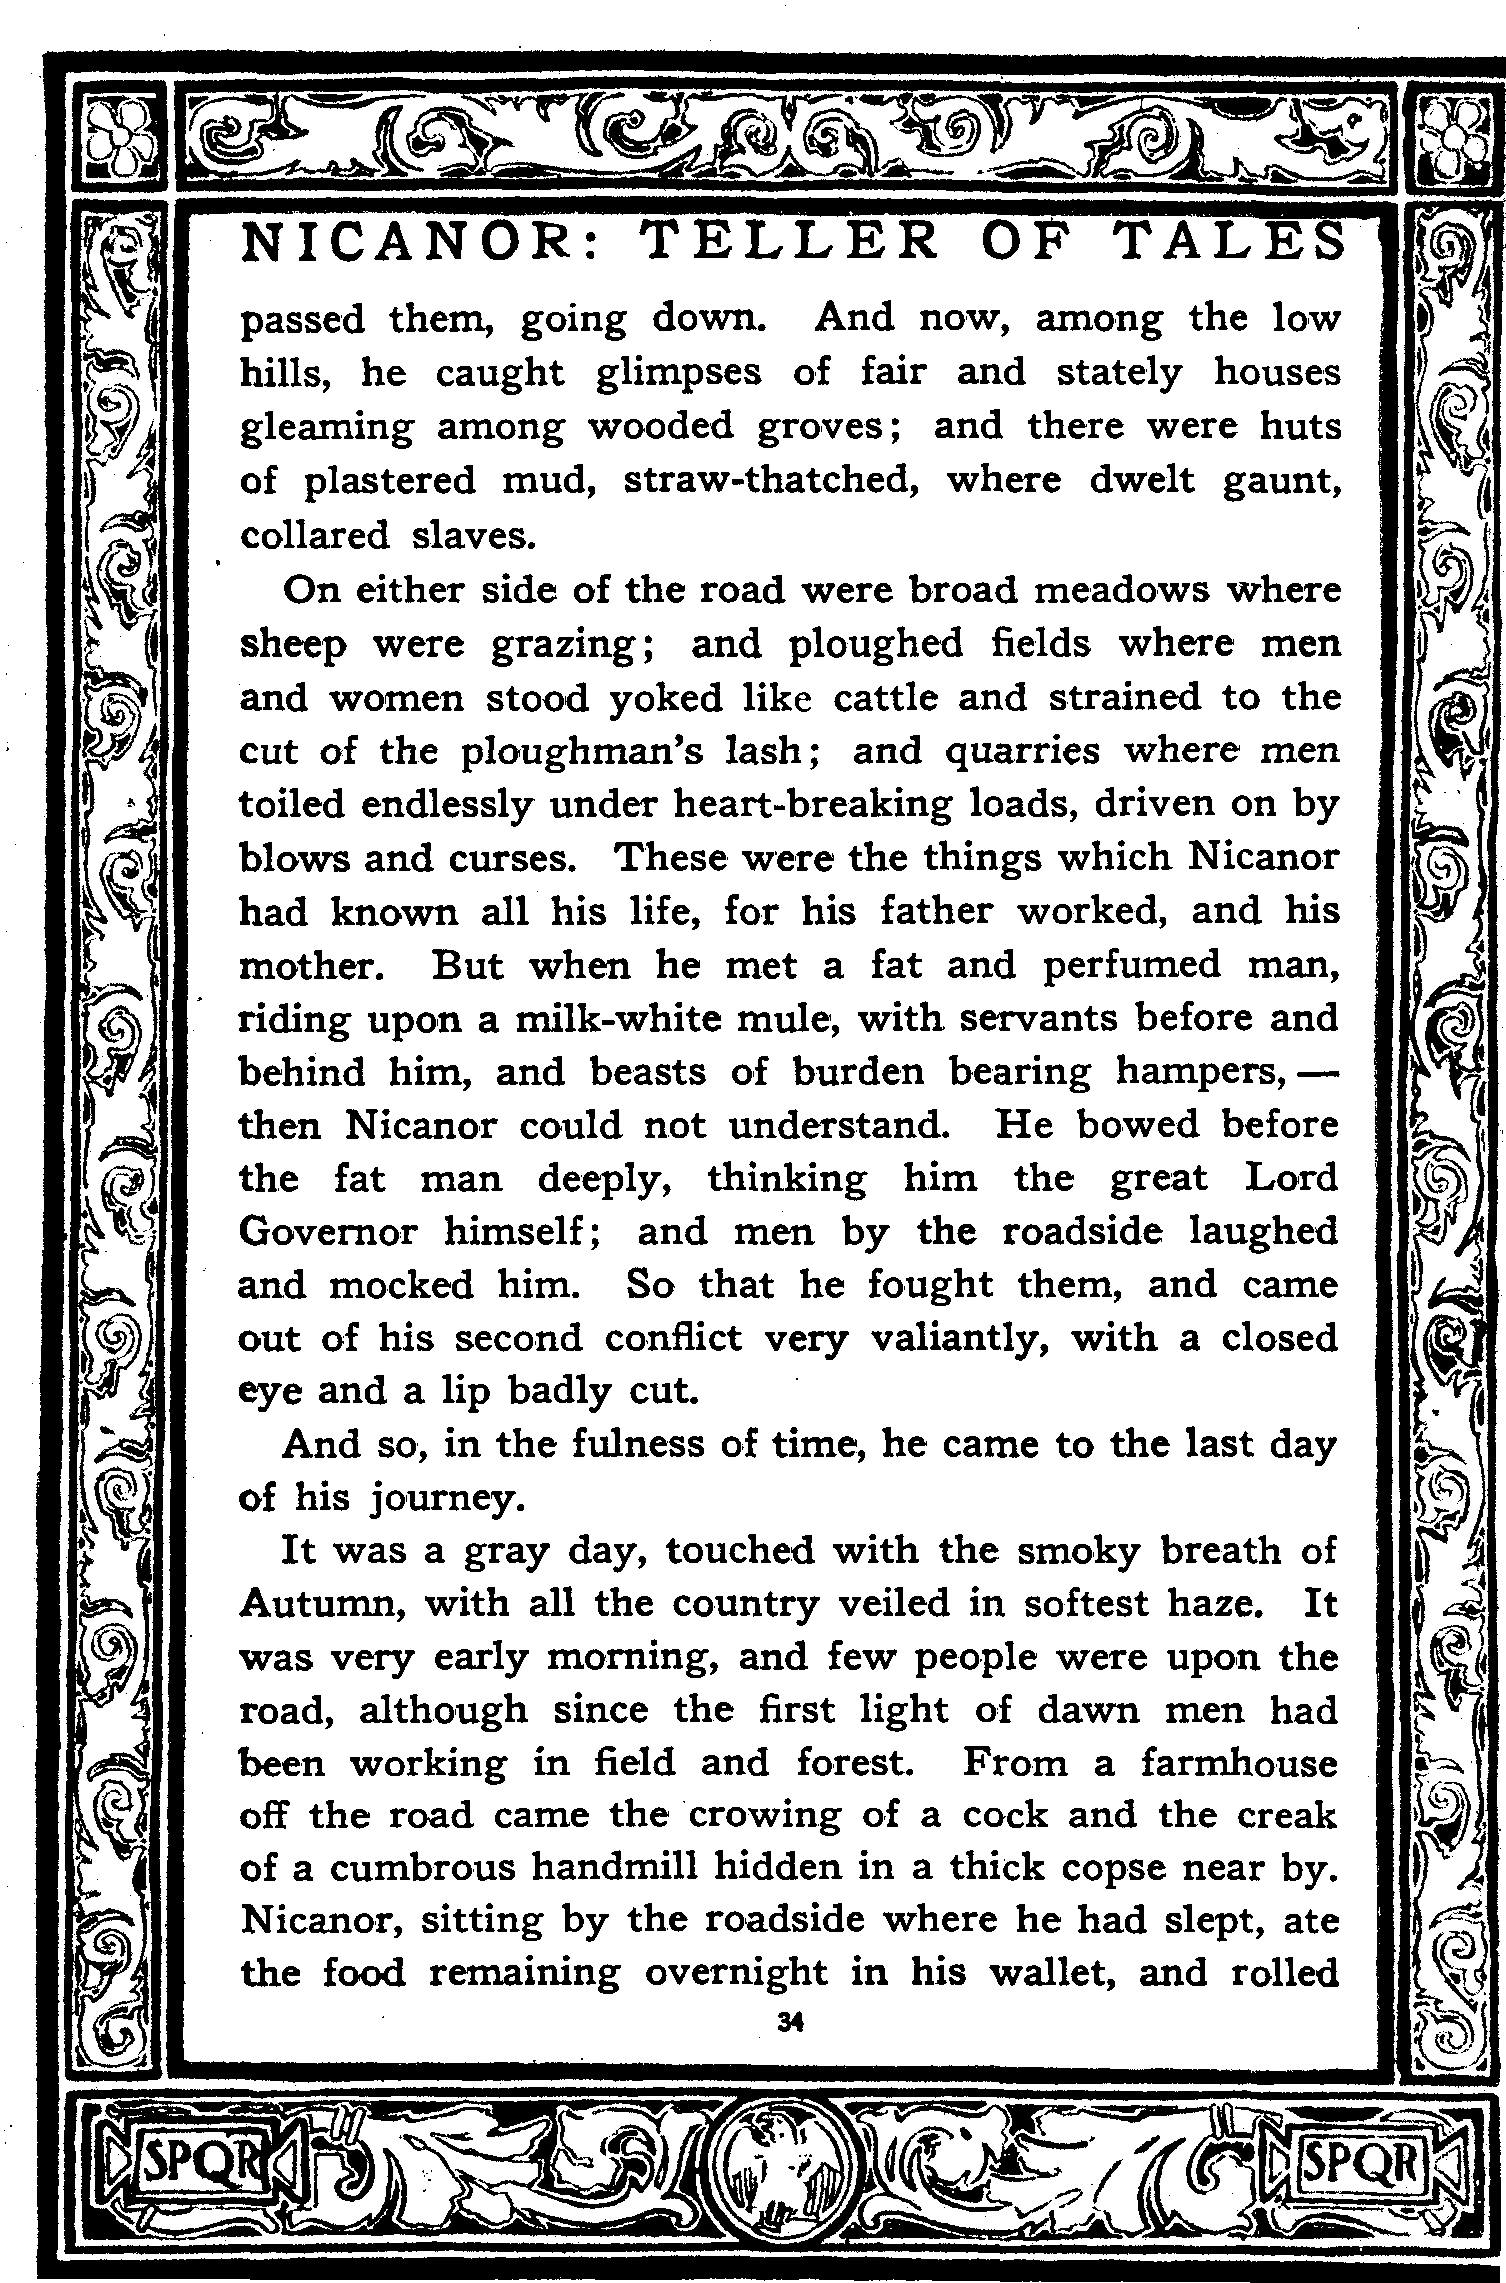 NICANOR: TELLER OF TALES
passed them, going down. And now, among the low
hills, he caught glimpses of fair and stately houses
gleaming among wooded groves; and there were huts
of plastered mud, straw-thatched, where dwelt gaunt,
collared slaves.
On either side of the road were broad meadows where
sheep were grazing; and ploughed fields where men
and women stood yoked like cattle and strained to the
cut of the ploughman's lash; and quarries where men
toiled endlessly under heart-breaking loads, driven on by
blows and curses. These were the things which Nicanor
had known all his life, for his father worked, and his
mother. But when he met a fat and perfumed man,
riding upon a milk-white mule, with servants before and
behind him, and beasts of burden bearing hampers, —
then Nicanor could not understand. He bowed before
the fat man deeply, thinking him the great Lord
Governor himself; and men by the roadside laughed
and mocked him. So that he fought them, and came
out of his second conflict very valiantly, with a closed
eye and a lip badly cut.
And so, in the fulness of time, he came to the last day
of his journey.
It was a gray day, touched with the smoky breath of
Autumn, with all the country veiled in softest haze. It
was very early morning, and few people were upon the
road, although since the first light of dawn men had
been working in field and forest. From a farmhouse
off the road came the crowing of a cock and the creak
of a cumbrous handmill hidden in a thick copse near by.
Nicanor, sitting by the roadside where he had slept, ate
the food remaining overnight in his wallet, and rolled
34
SPQR SPQR